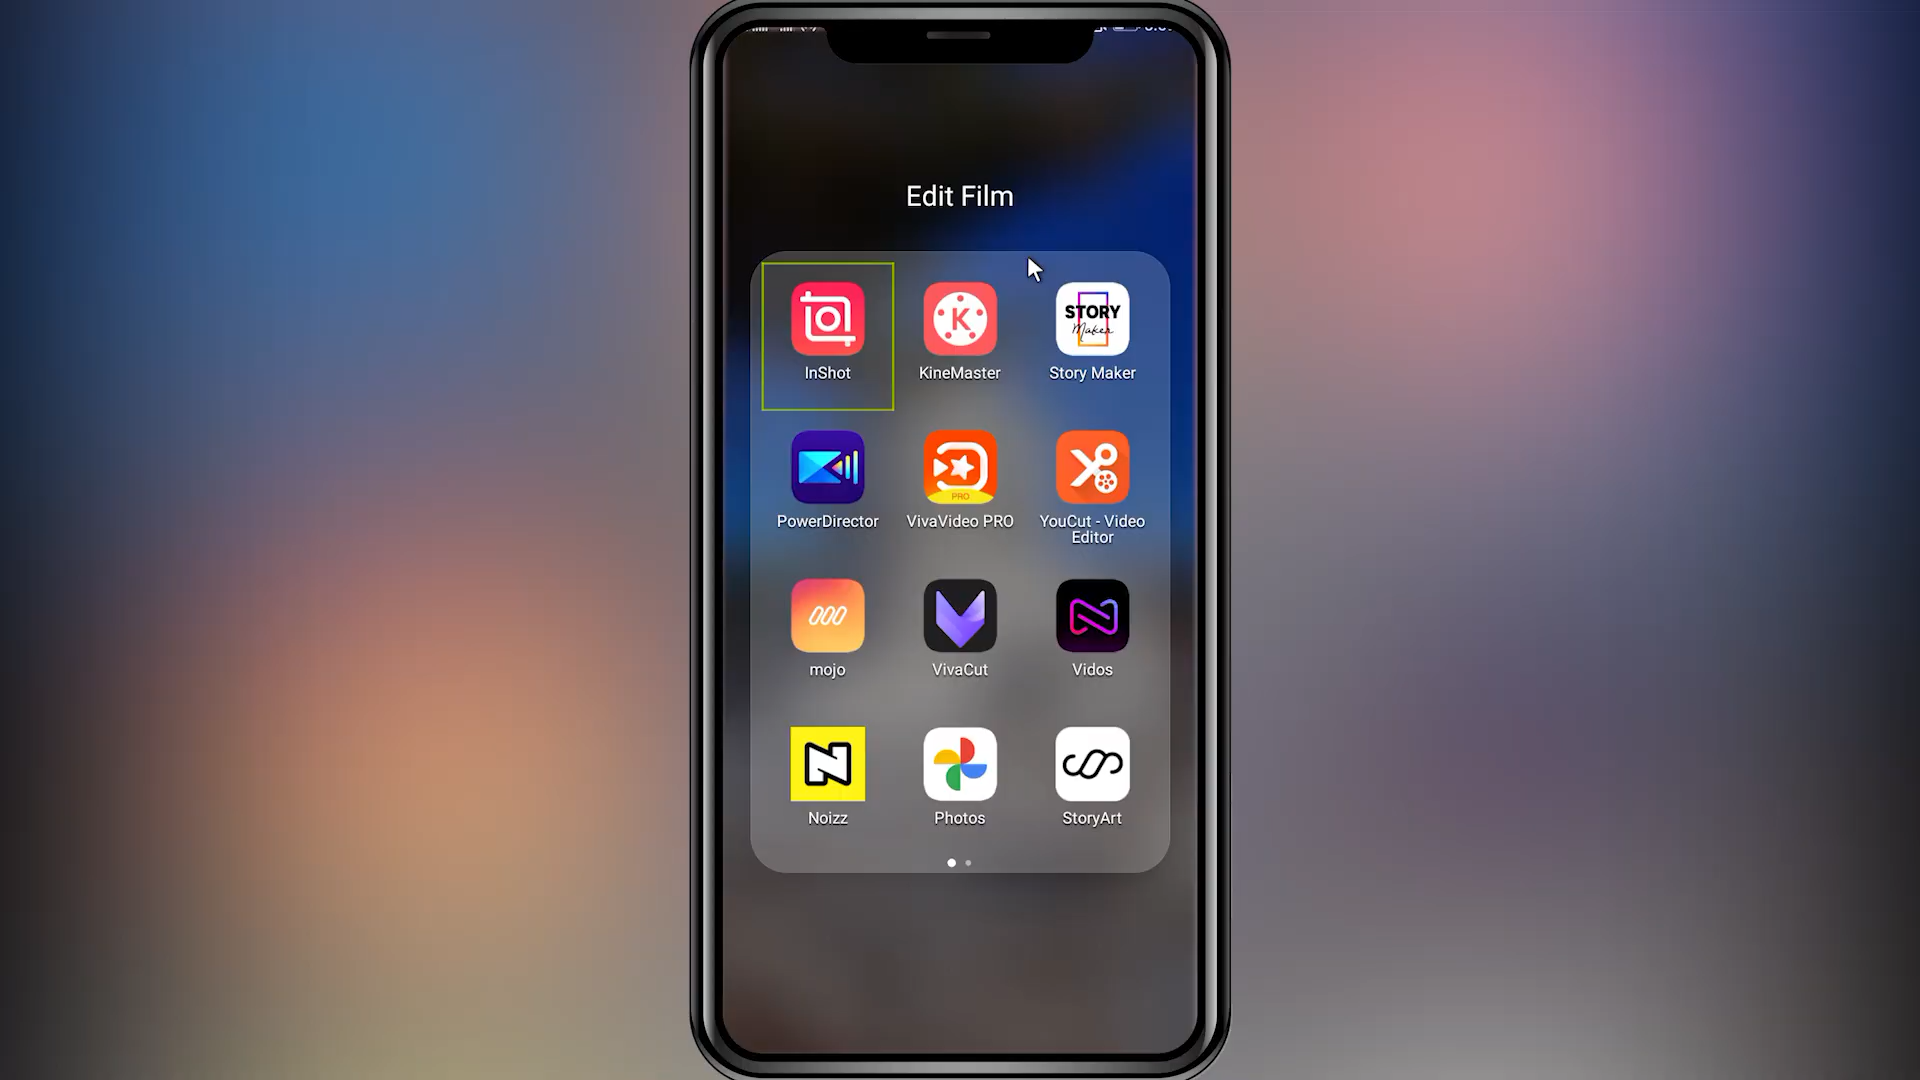 Edit Film
STORY
Maker
InShot
KineMaster
Story Maker
PRO
PowerDirector
VivaVideo PRO
YouCut - Video
Editor
mojo
VivaCut
Vidos
Noizz
Photos
StoryArt